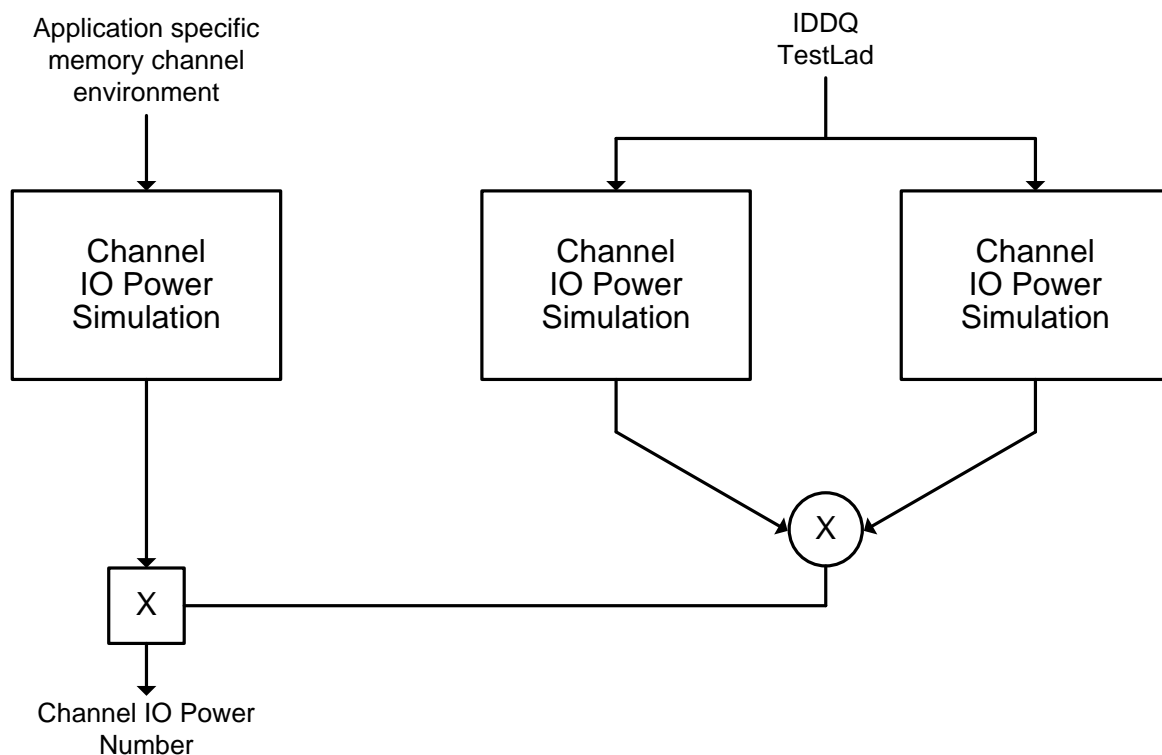 Application specific
memory channel
environment
IDDQ
TestLad
Channel
IO Power
Simulation
Channel
IO Power
Simulation
Channel
IO Power
Simulation
X
X
Channel IO Power
Number